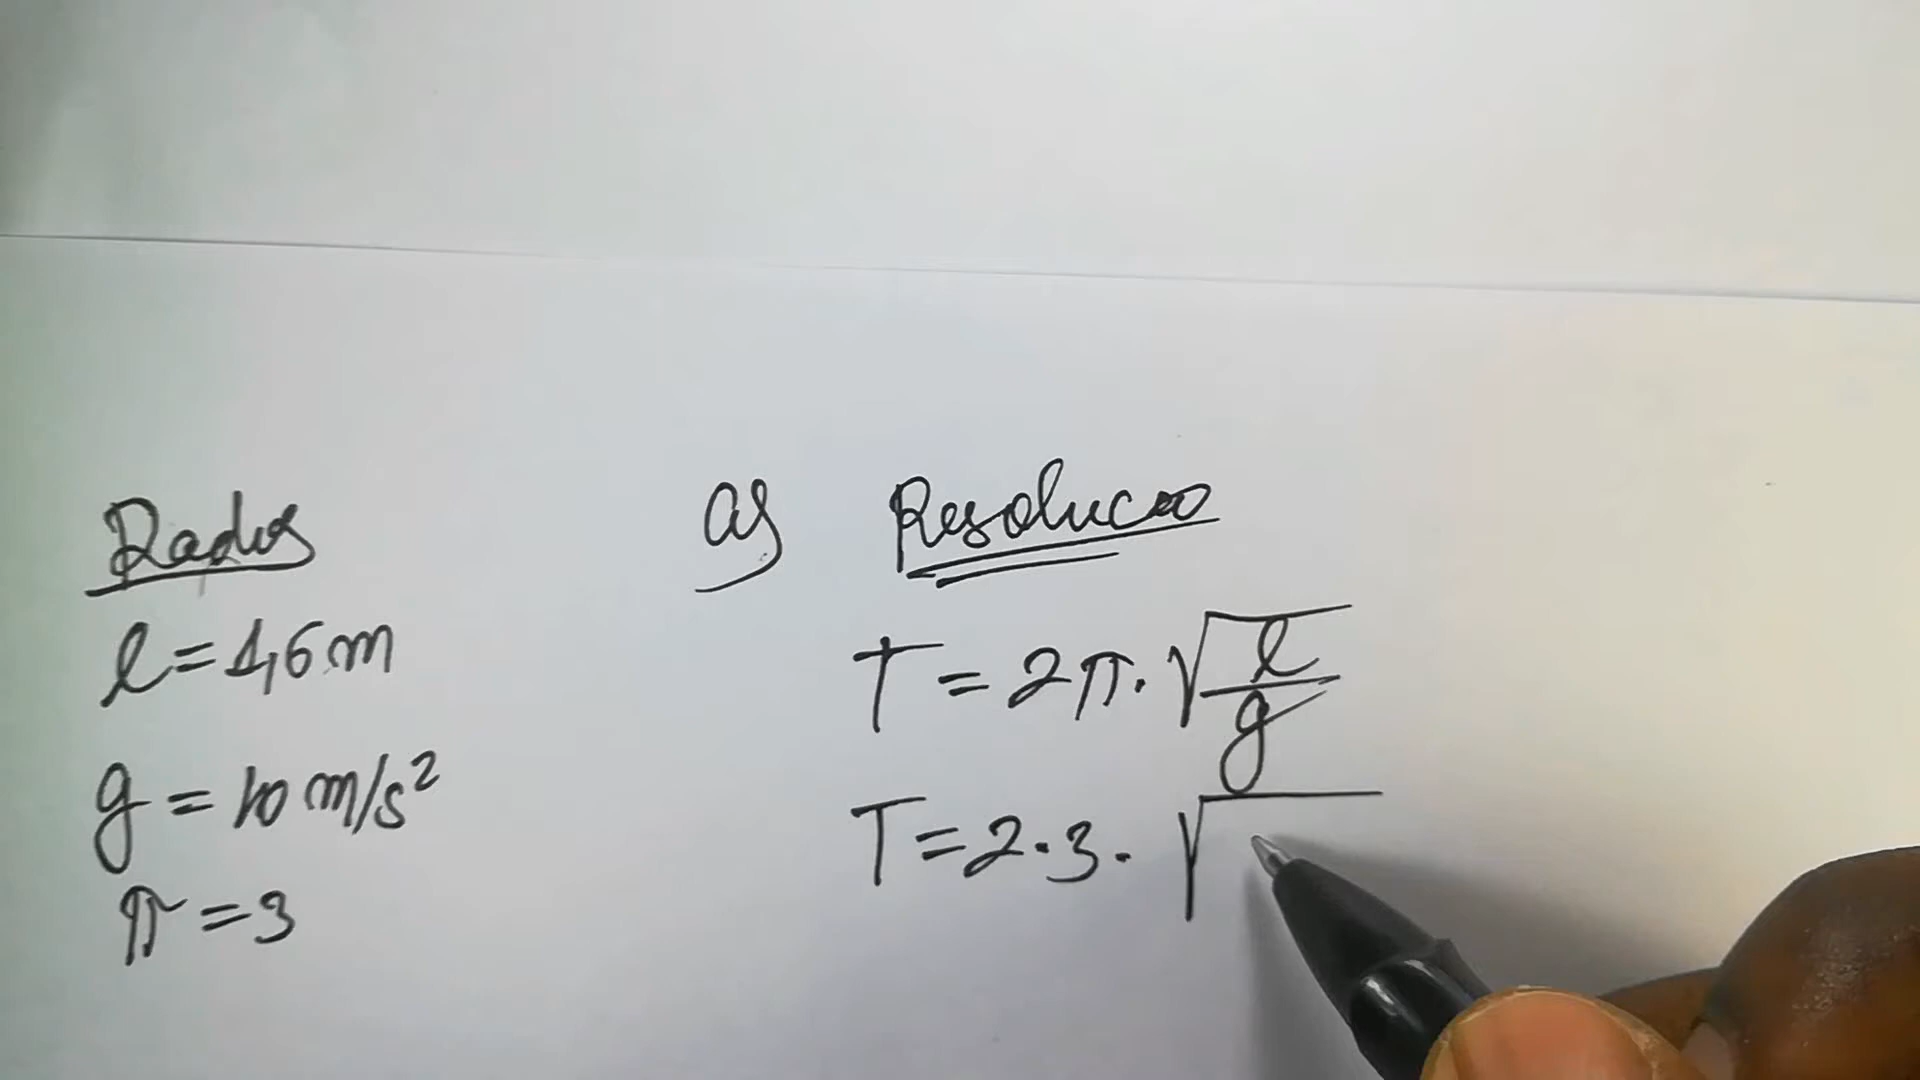 Dados
l = 1,6 m
g = 10 m/s²
π = 3
a) Resolucao
T = 2π · √(l/g)
T = 2 · 3 · √